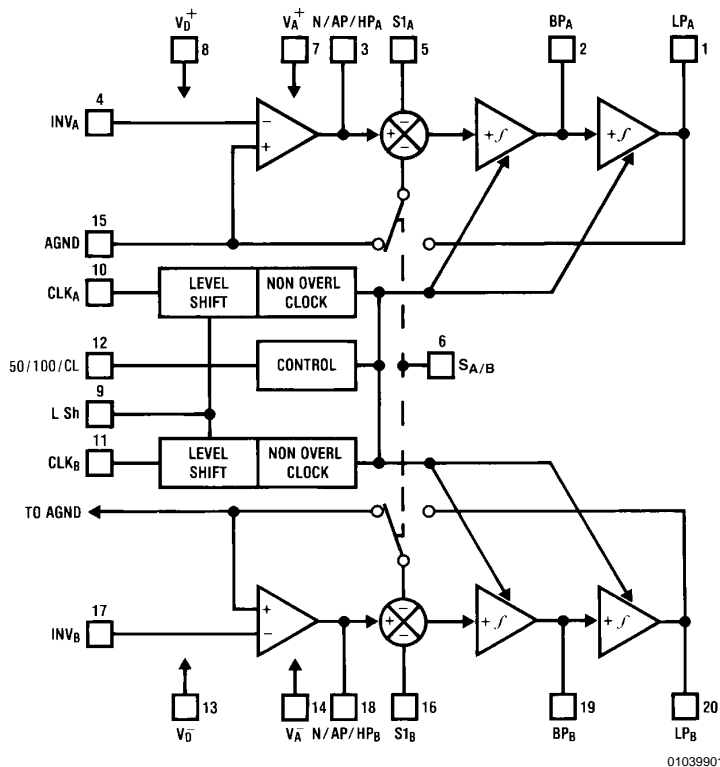 V_D^+ V_A^+ N/AP/HP_A S1_A BP_A LP_A
8 7 3 5 2 1
4
INV_A
− + + − − +∫ +∫
15
AGND
10
CLK_A LEVEL SHIFT NON OVERL CLOCK
12 6
50/100/CL CONTROL S_A/B
9
L Sh
11
CLK_B LEVEL SHIFT NON OVERL CLOCK
TO AGND
17
INV_B
+ − + − − +∫ +∫
13 14 18 16 19 20
V_D^- V_A^- N/AP/HP_B S1_B BP_B LP_B
01039901